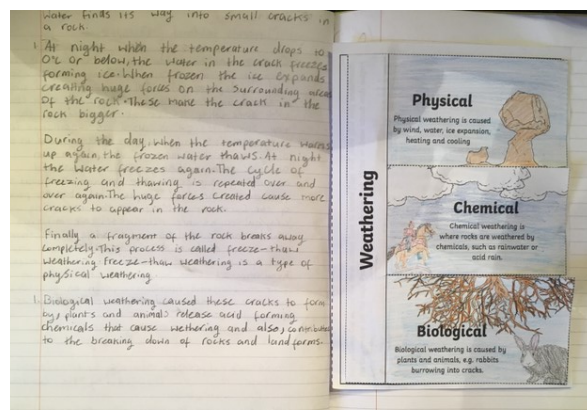 water finds its way into small cracks in
a rock.
1. At night when the temperature drops to
0°c or below, the water in the crack freezes
forming ice. When frozen the ice expands
creating huge forces on the surrounding areas
of the rock. These make the crack in the
rock bigger.
During the day, when the temperature warms
up again, the frozen water thaws. At night
the water freezes again. The cycle of
freezing and thawing is repeated over and
over again. The huge forces created cause more
cracks to appear in the rock.
Finally a fragment of the rock breaks away
completely. This process is called freeze-thaw
weathering. Freeze-thaw weathering is a type of
physical weathering
1. Biological weathering caused these cracks to form
by, plants and animals release acid forming
chemicals that cause wethering and also, contribute
to the breaking down of rocks and landforms.
Weathering
Physical
Physical weathering is caused
by wind, water, ice expansion,
heating and cooling
Chemical
Chemical weathering is
where rocks are weathered by
chemicals, such as rainwater or
acid rain.
Biological
Biological weathering is caused by
plants and animals, e.g. rabbits
burrowing into cracks.